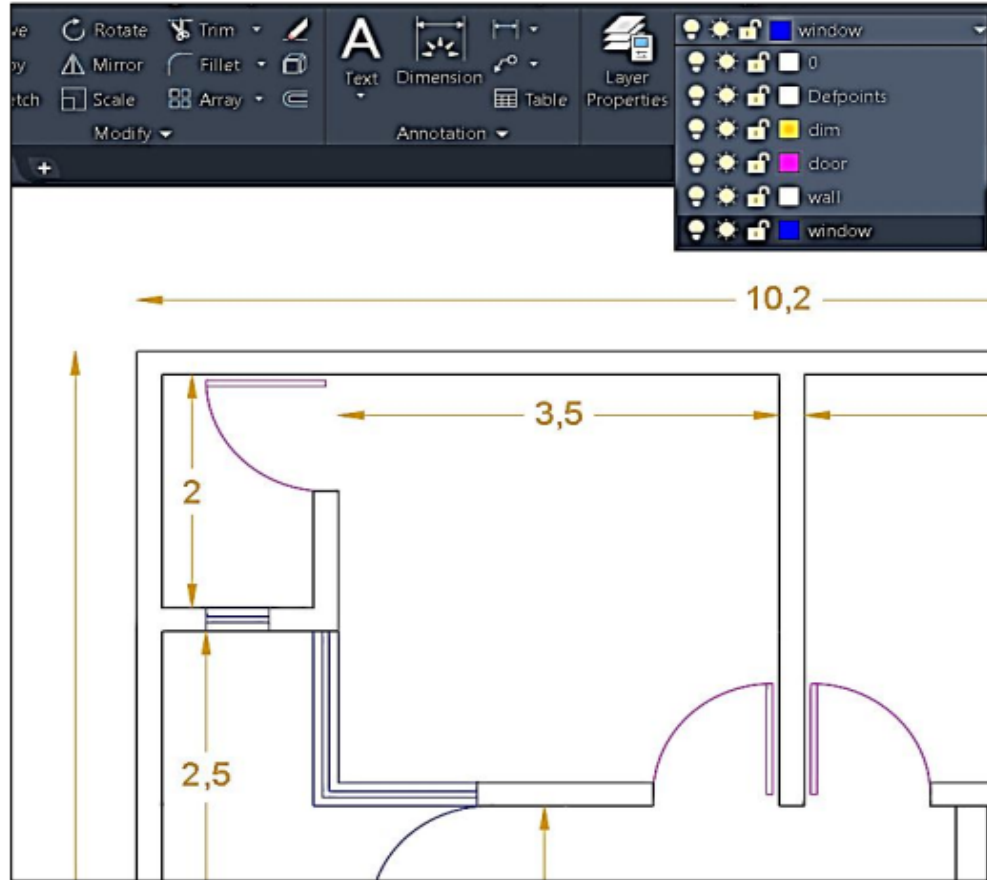 ve Rotate Trim
py Mirror Fillet
etch Scale Array
Modify
A
Text Dimension
Table
Annotation
Layer
Properties
window
0
Defpoints
dim
door
wall
window
+
10,2
3,5
2
2,5